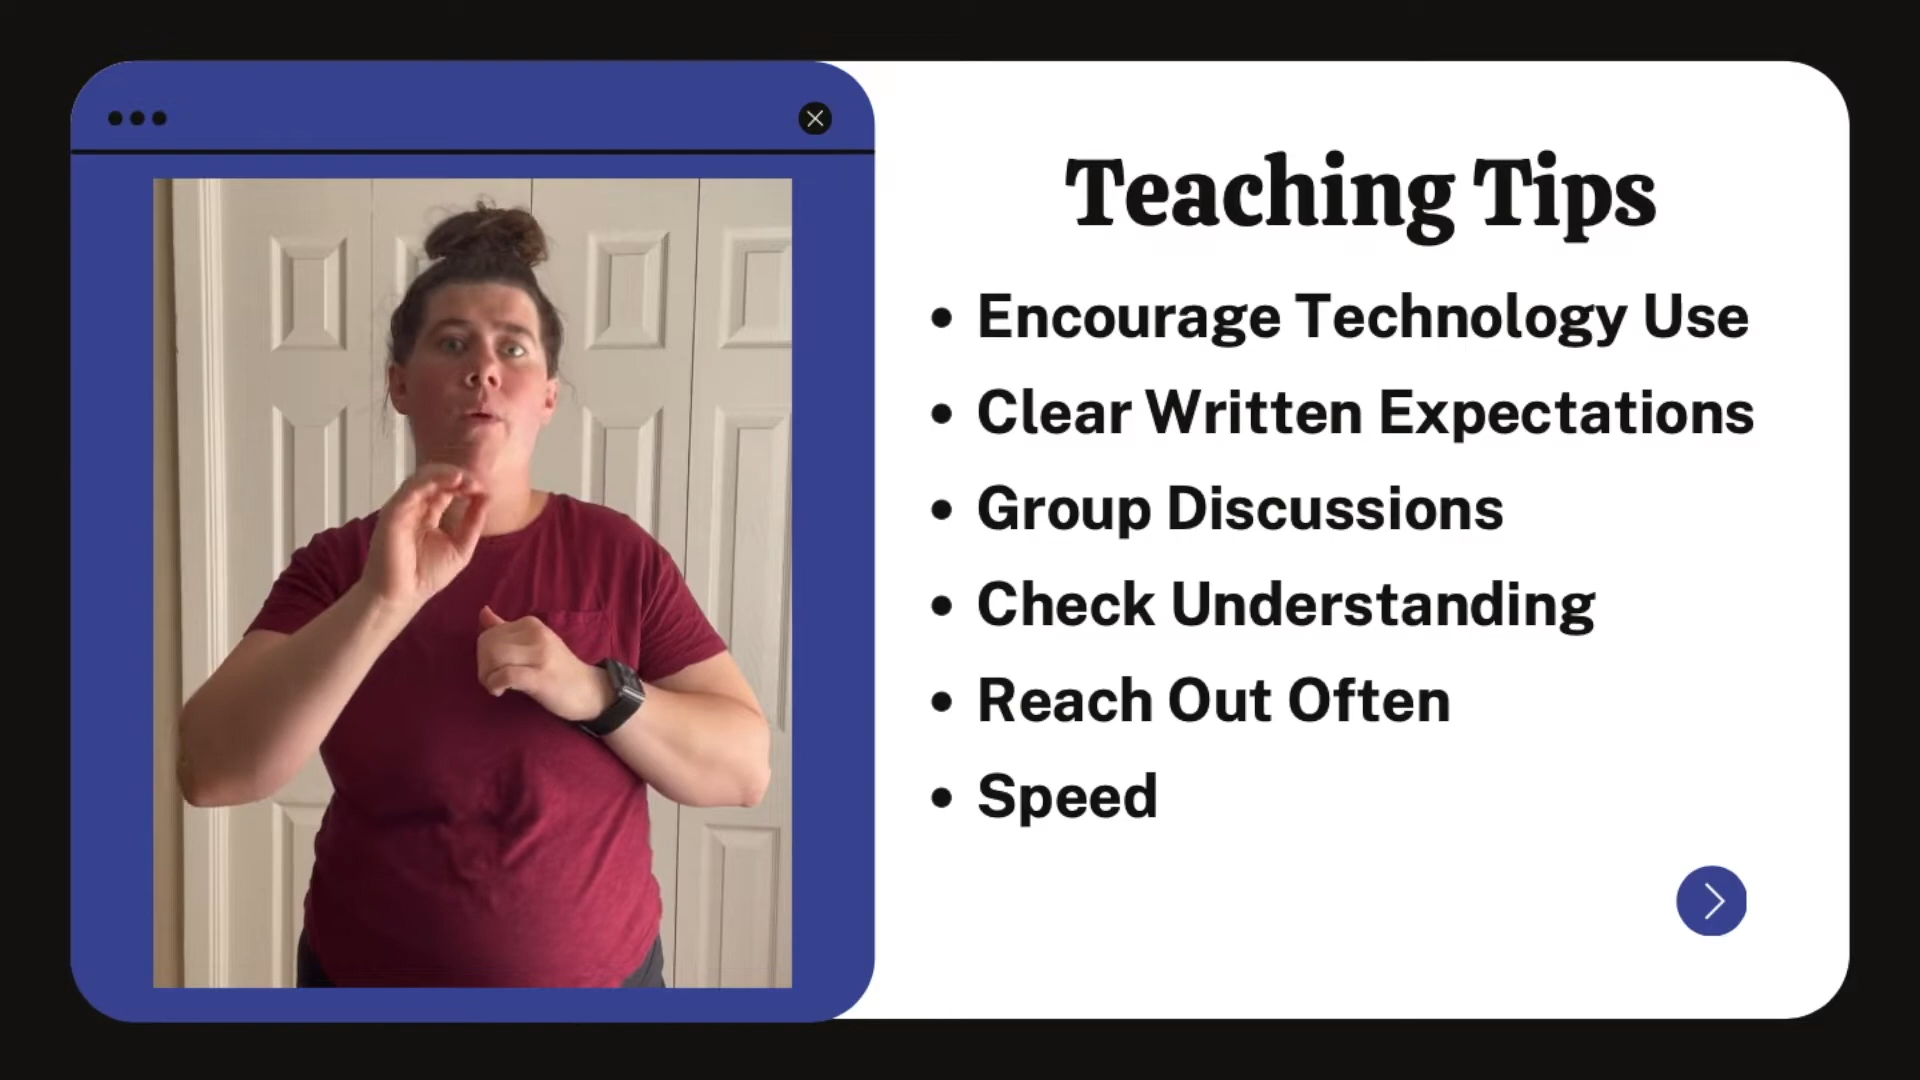 Teaching Tips
Encourage Technology Use
Clear Written Expectations
Group Discussions
Check Understanding
Reach Out Often
Speed